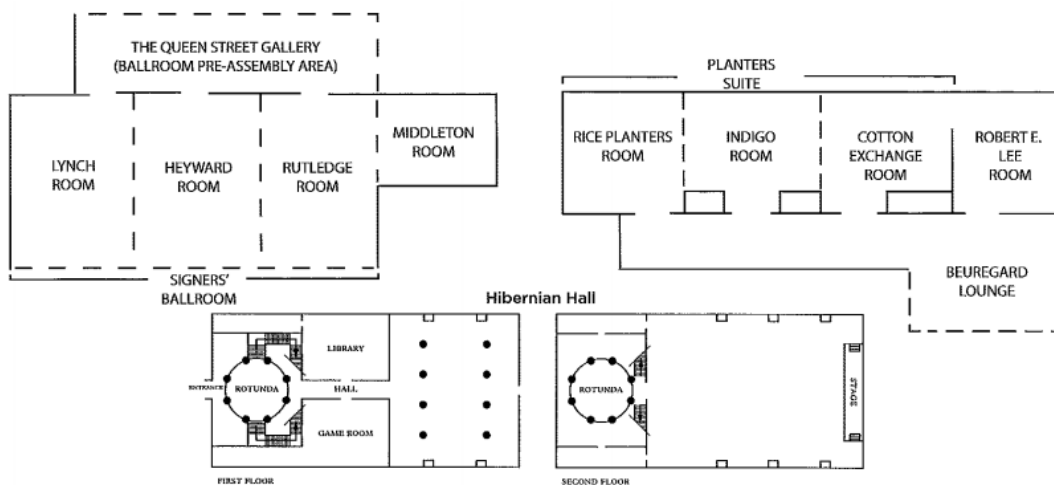 THE QUEEN STREET GALLERY
(BALLROOM PRE-ASSEMBLY AREA)
LYNCH
ROOM
HEYWARD
ROOM
RUTLEDGE
ROOM
MIDDLETON
ROOM
SIGNERS'
BALLROOM
PLANTERS
SUITE
RICE PLANTERS
ROOM
INDIGO
ROOM
COTTON
EXCHANGE
ROOM
ROBERT E.
LEE
ROOM
BEUREGARD
LOUNGE
Hibernian Hall
ENTRANCE
ROTUNDA
LIBRARY
HALL
GAME ROOM
FIRST FLOOR
ROTUNDA
STAGE
SECOND FLOOR